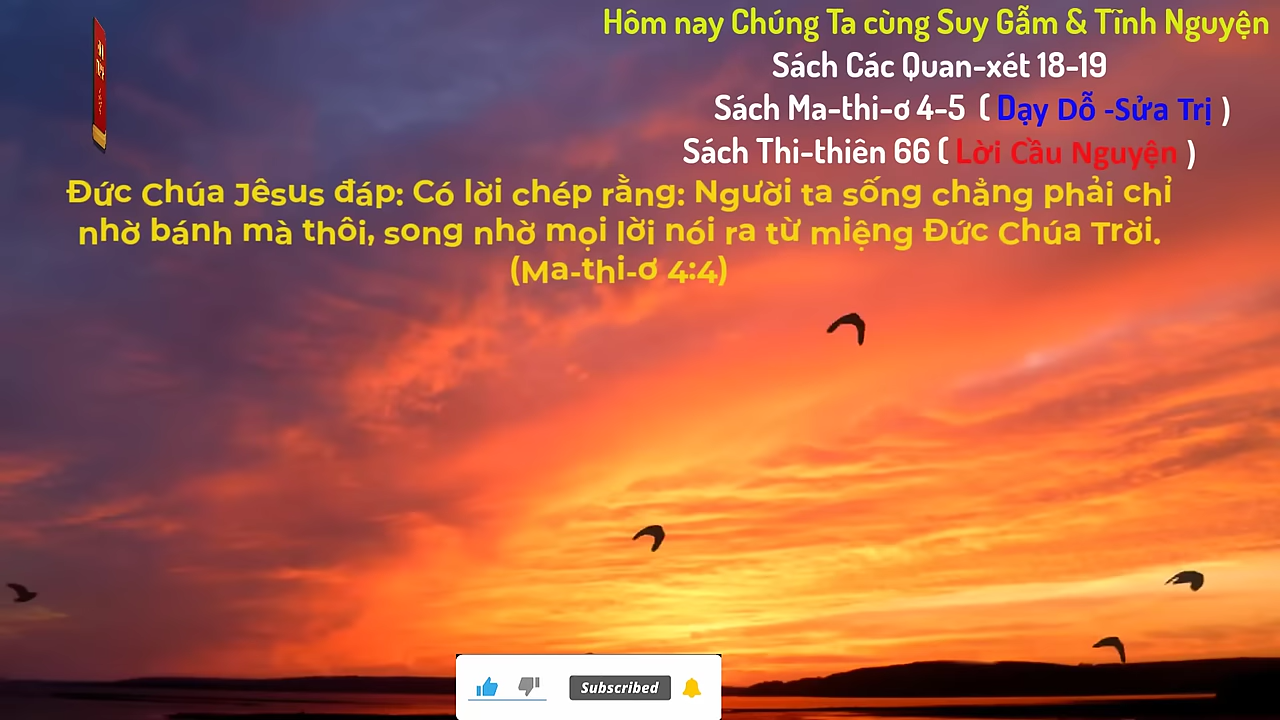 Hôm nay Chúng Ta cùng Suy Gẫm & Tĩnh Nguyện
Sách Các Quan-xét 18-19
Sách Ma-thi-ơ 4-5 ( Dạy Dỗ -Sửa Trị )
Sách Thi-thiên 66 ( Lời Cầu Nguyện )
Đức Chúa Jêsus đáp: Có lời chép rằng: Người ta sống chẳng phải chỉ
nhờ bánh mà thôi, song nhờ mọi lời nói ra từ miệng Đức Chúa Trời.
(Ma-thi-ơ 4:4)
Subscribed